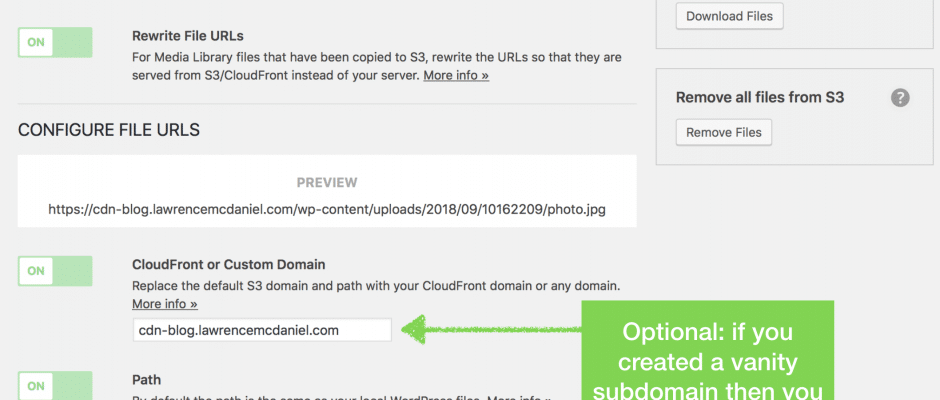 Download Files
ON
Rewrite File URLs
For Media Library files that have been copied to S3, rewrite the URLs so that they are
served from S3/CloudFront instead of your server. More info »
Remove all files from S3
?
Remove Files
CONFIGURE FILE URLS
PREVIEW
https://cdn-blog.lawrencemcdaniel.com/wp-content/uploads/2018/09/10162209/photo.jpg
ON
CloudFront or Custom Domain
Replace the default S3 domain and path with your CloudFront domain or any domain.
More info »
cdn-blog.lawrencemcdaniel.com
Optional: if you
created a vanity
subdomain then you
ON
Path
By default the path is the same as your local WordPress files. More info »